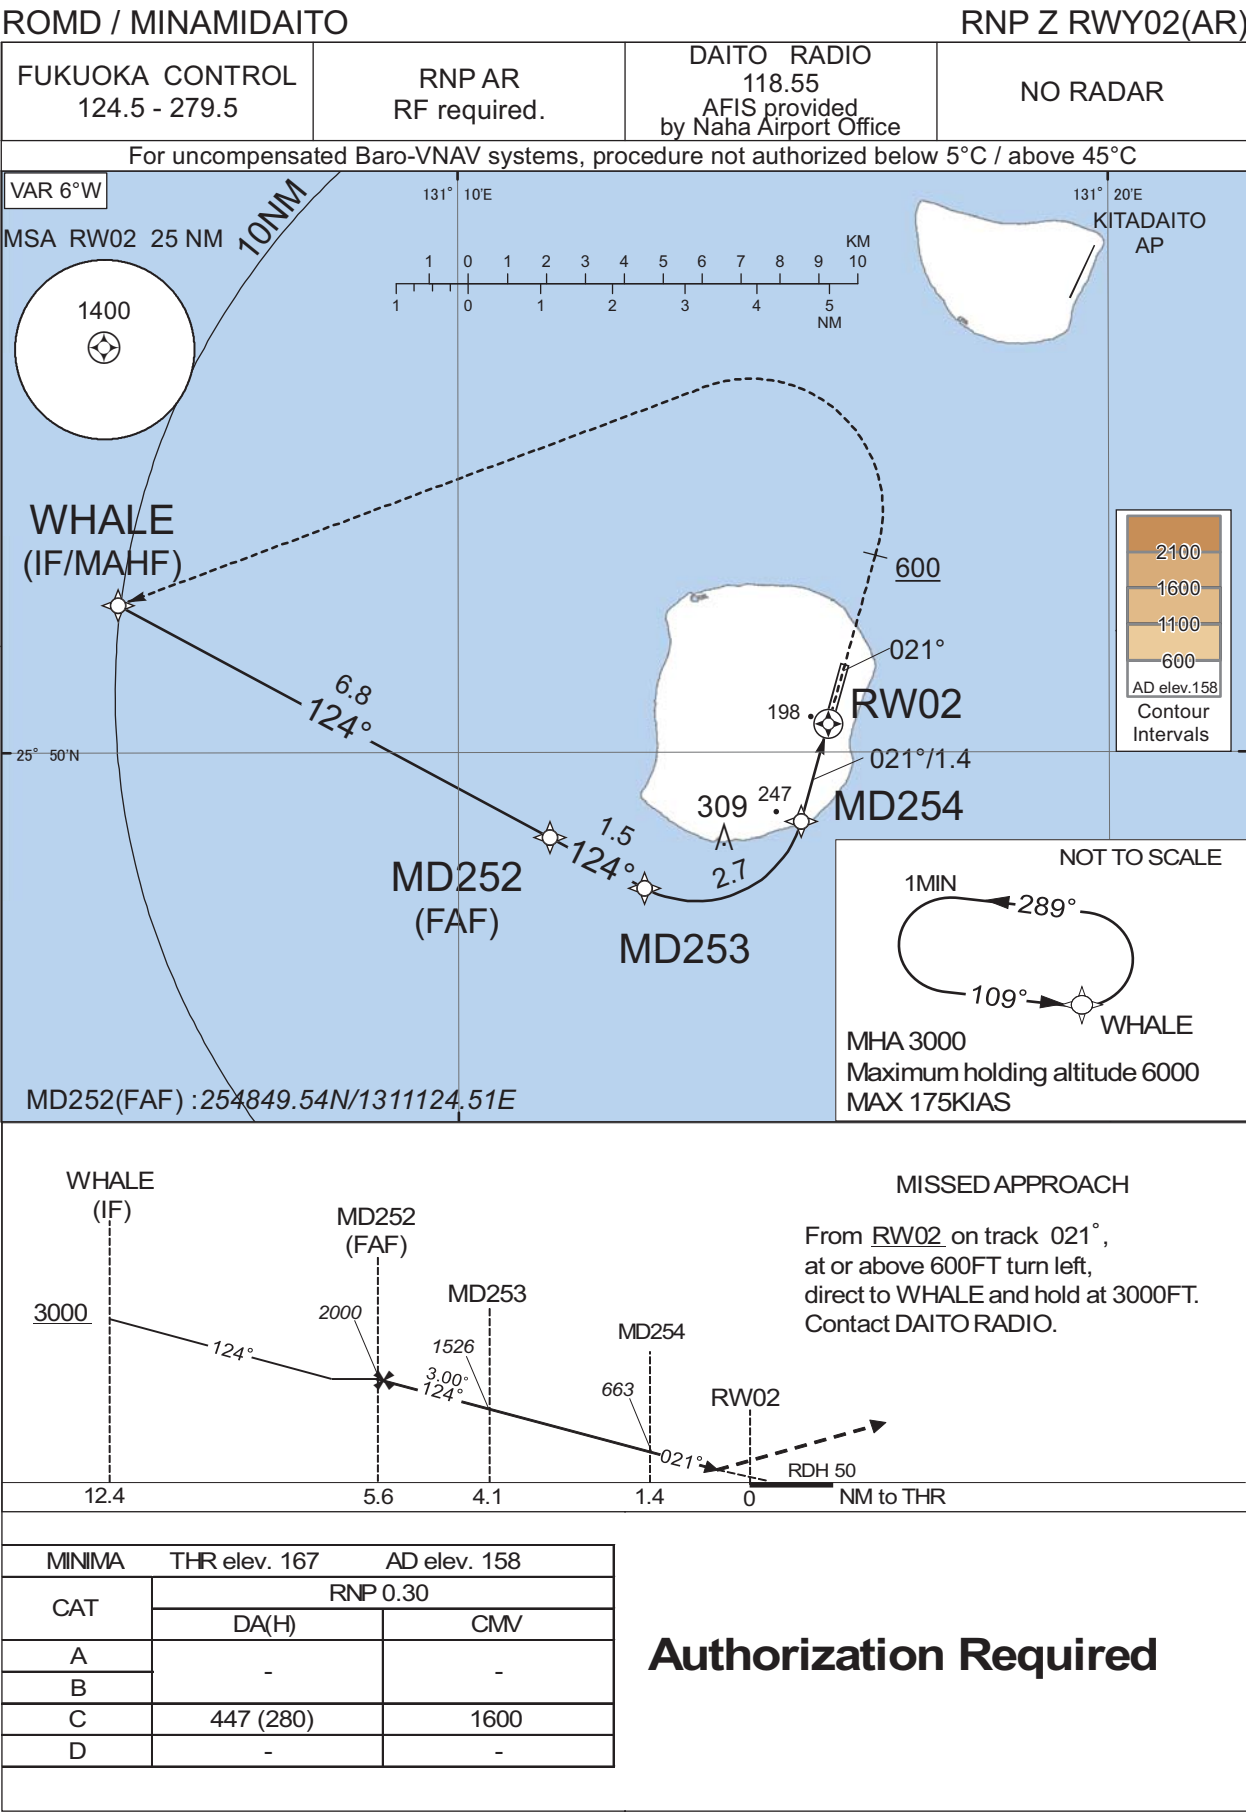 ROMD / MINAMIDAITO
RNP Z RWY02(AR)
FUKUOKA CONTROL
124.5 - 279.5
RNP AR
RF required.
DAITO RADIO
118.55
AFIS provided
by Naha Airport Office
NO RADAR
For uncompensated Baro-VNAV systems, procedure not authorized below 5°C / above 45°C
VAR 6°W
MSA RW02 25 NM
1400
10NM
131° 10'E
131° 20'E
KITADAITO
AP
KM
1 0 1 2 3 4 5 6 7 8 9 10
1 0 1 2 3 4 5
NM
WHALE
(IF/MAHF)
600
021°
RW02
198
021°/1.4
6.8
124°
25° 50'N
309
247
MD254
1.5
124°
2.7
MD252
(FAF)
MD253
2100
1600
1100
600
AD elev.158
Contour
Intervals
NOT TO SCALE
1MIN
289°
109°
WHALE
MHA 3000
Maximum holding altitude 6000
MAX 175KIAS
MD252(FAF) :254849.54N/1311124.51E
WHALE
(IF)
MD252
(FAF)
MD253
MD254
RW02
3000
124°
2000
1526
3.00°
124°
663
021°
RDH 50
12.4
5.6
4.1
1.4
0
NM to THR
MISSED APPROACH
From RW02 on track 021°,
at or above 600FT turn left,
direct to WHALE and hold at 3000FT.
Contact DAITO RADIO.
MINIMA THR elev. 167 AD elev. 158
CAT
RNP 0.30
DA(H) CMV
A
B
- -
C 447 (280) 1600
D - -
Authorization Required